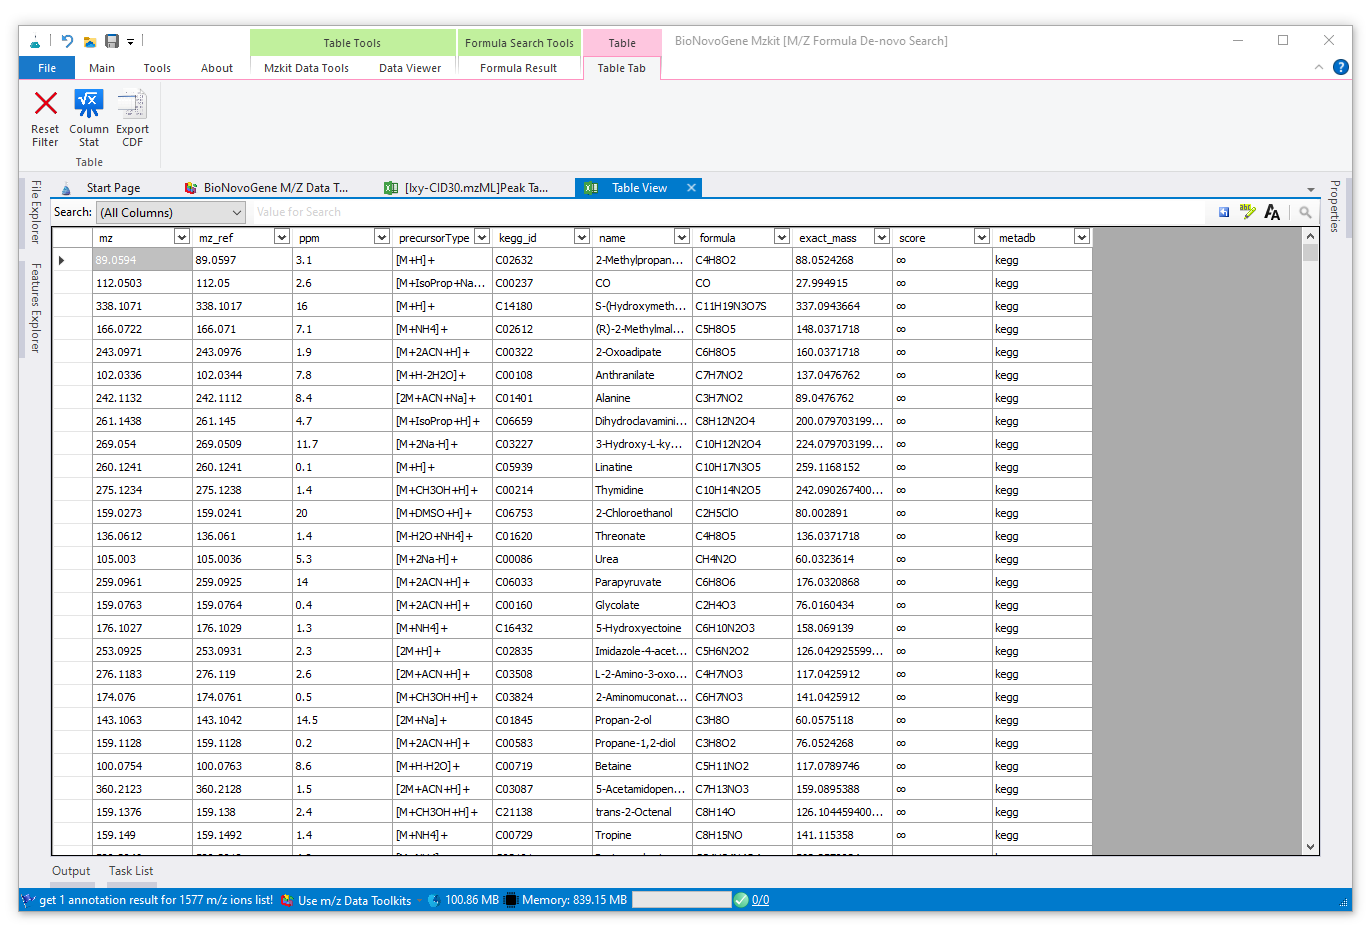 Table Tools Formula Search Tools Table BioNovoGene Mzkit [M/Z Formula De-novo Search]
File Main Tools About Mzkit Data Tools Data Viewer Formula Result Table Tab
Reset Filter Column Stat Export CDF
Table
File Explorer
Features Explorer
Properties
Start Page BioNovoGene M/Z Data T... [lxy-CID30.mzML]Peak Ta... Table View
Search: (All Columns) Value for Search
mz mz_ref ppm precursorType kegg_id name formula exact_mass score metadb
89.0594 89.0597 3.1 [M+H]+ C02632 2-Methylpropan... C4H8O2 88.0524268 ∞ kegg
112.0503 112.05 2.6 [M+IsoProp+Na... C00237 CO CO 27.994915 ∞ kegg
338.1071 338.1017 16 [M+H]+ C14180 S-(Hydroxymeth... C11H19N3O7S 337.0943664 ∞ kegg
166.0722 166.071 7.1 [M+NH4]+ C02612 (R)-2-Methylmal... C5H8O5 148.0371718 ∞ kegg
243.0971 243.0976 1.9 [M+2ACN+H]+ C00322 2-Oxoadipate C6H8O5 160.0371718 ∞ kegg
102.0336 102.0344 7.8 [M+H-2H2O]+ C00108 Anthranilate C7H7NO2 137.0476762 ∞ kegg
242.1132 242.1112 8.4 [2M+ACN+Na]+ C01401 Alanine C3H7NO2 89.0476762 ∞ kegg
261.1438 261.145 4.7 [M+IsoProp+H]+ C06659 Dihydroclavamini... C8H12N2O4 200.079703199... ∞ kegg
269.054 269.0509 11.7 [M+2Na-H]+ C03227 3-Hydroxy-L-ky... C10H12N2O4 224.079703199... ∞ kegg
260.1241 260.1241 0.1 [M+H]+ C05939 Linatine C10H17N3O5 259.1168152 ∞ kegg
275.1234 275.1238 1.4 [M+CH3OH+H]+ C00214 Thymidine C10H14N2O5 242.090267400... ∞ kegg
159.0273 159.0241 20 [M+DMSO+H]+ C06753 2-Chloroethanol C2H5ClO 80.002891 ∞ kegg
136.0612 136.061 1.4 [M-H2O+NH4]+ C01620 Threonate C4H8O5 136.0371718 ∞ kegg
105.003 105.0036 5.3 [M+2Na-H]+ C00086 Urea CH4N2O 60.0323614 ∞ kegg
259.0961 259.0925 14 [M+2ACN+H]+ C06033 Parapyruvate C6H8O6 176.0320868 ∞ kegg
159.0763 159.0764 0.4 [M+2ACN+H]+ C00160 Glycolate C2H4O3 76.0160434 ∞ kegg
176.1027 176.1029 1.3 [M+NH4]+ C16432 5-Hydroxyectoine C6H10N2O3 158.069139 ∞ kegg
253.0925 253.0931 2.3 [2M+H]+ C02835 Imidazole-4-acet... C5H6N2O2 126.042925599... ∞ kegg
276.1183 276.119 2.6 [2M+ACN+H]+ C03508 L-2-Amino-3-oxo... C4H7NO3 117.0425912 ∞ kegg
174.076 174.0761 0.5 [M+CH3OH+H]+ C03824 2-Aminomuconat... C6H7NO3 141.0425912 ∞ kegg
143.1063 143.1042 14.5 [2M+Na]+ C01845 Propan-2-ol C3H8O 60.0575118 ∞ kegg
159.1128 159.1128 0.2 [M+2ACN+H]+ C00583 Propane-1,2-diol C3H8O2 76.0524268 ∞ kegg
100.0754 100.0763 8.6 [M+H-H2O]+ C00719 Betaine C5H11NO2 117.0789746 ∞ kegg
360.2123 360.2128 1.5 [2M+ACN+H]+ C03087 5-Acetamidopen... C7H13NO3 159.0895388 ∞ kegg
159.1376 159.138 2.4 [M+CH3OH+H]+ C21138 trans-2-Octenal C8H14O 126.104459400... ∞ kegg
159.149 159.1492 1.4 [M+NH4]+ C00729 Tropine C8H15NO 141.115358 ∞ kegg
Output Task List
get 1 annotation result for 1577 m/z ions list! Use m/z Data Toolkits 100.86 MB Memory: 839.15 MB 0/0